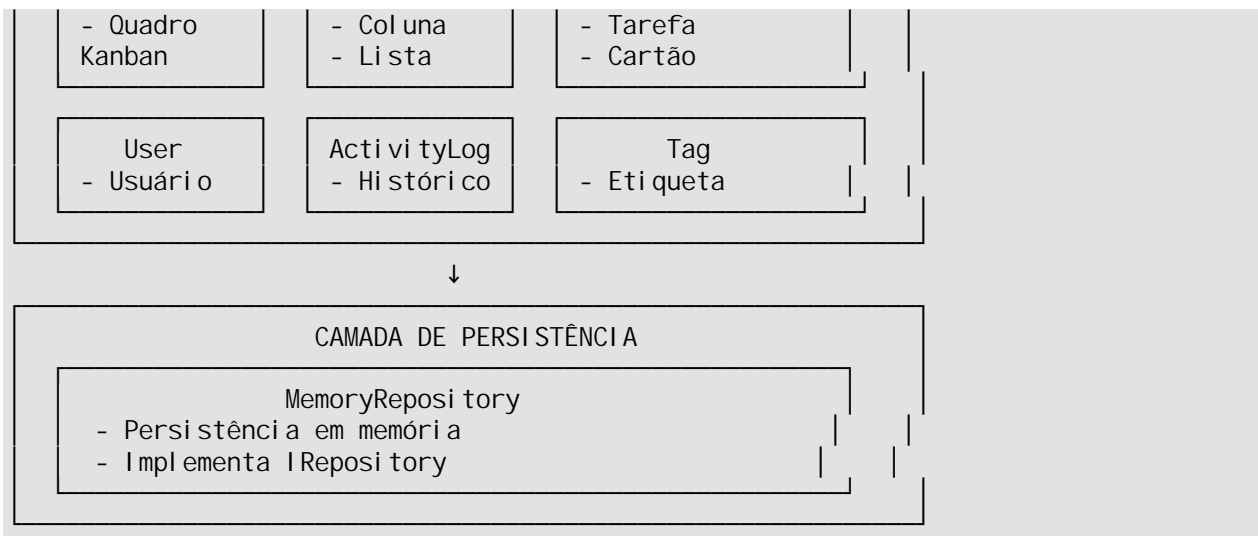 - Quadro - Coluna - Tarefa
Kanban - Lista - Cartão
User ActivityLog Tag
- Usuário - Histórico - Etiqueta
↓
CAMADA DE PERSISTÊNCIA
MemoryRepository
- Persistência em memória
- Implementa IRepository